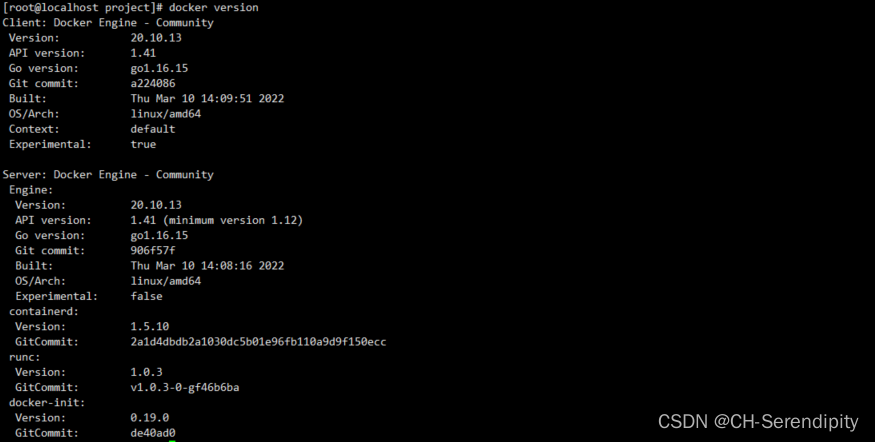 [root@localhost project]# docker version
Client: Docker Engine - Community
 Version:           20.10.13
 API version:       1.41
 Go version:        go1.16.15
 Git commit:        a224086
 Built:             Thu Mar 10 14:09:51 2022
 OS/Arch:           linux/amd64
 Context:           default
 Experimental:      true

Server: Docker Engine - Community
 Engine:
  Version:          20.10.13
  API version:      1.41 (minimum version 1.12)
  Go version:       go1.16.15
  Git commit:       906f57f
  Built:            Thu Mar 10 14:08:16 2022
  OS/Arch:          linux/amd64
  Experimental:     false
 containerd:
  Version:          1.5.10
  GitCommit:        2a1d4dbdb2a1030dc5b01e96fb110a9d9f150ecc
 runc:
  Version:          1.0.3
  GitCommit:        v1.0.3-0-gf46b6ba
 docker-init:
  Version:          0.19.0
  GitCommit:        de40ad0
CSDN @CH-Serendipity